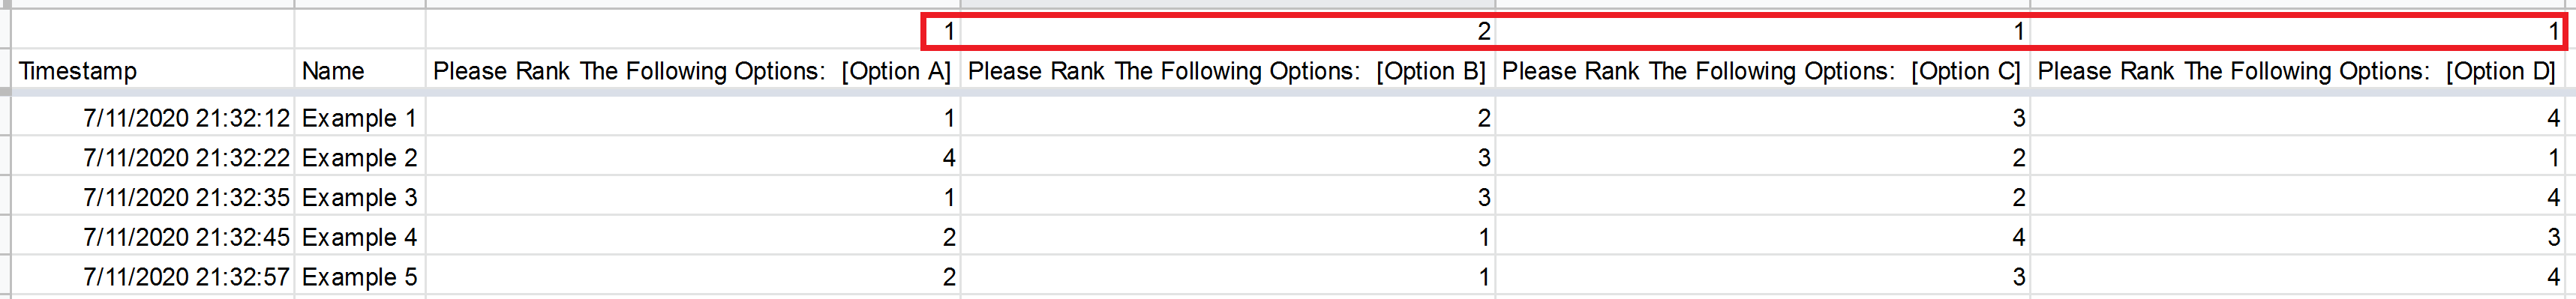 1 2 1 1
Timestamp Name Please Rank The Following Options: [Option A] Please Rank The Following Options: [Option B] Please Rank The Following Options: [Option C] Please Rank The Following Options: [Option D]
7/11/2020 21:32:12 Example 1 1 2 3 4
7/11/2020 21:32:22 Example 2 4 3 2 1
7/11/2020 21:32:35 Example 3 1 3 2 4
7/11/2020 21:32:45 Example 4 2 1 4 3
7/11/2020 21:32:57 Example 5 2 1 3 4